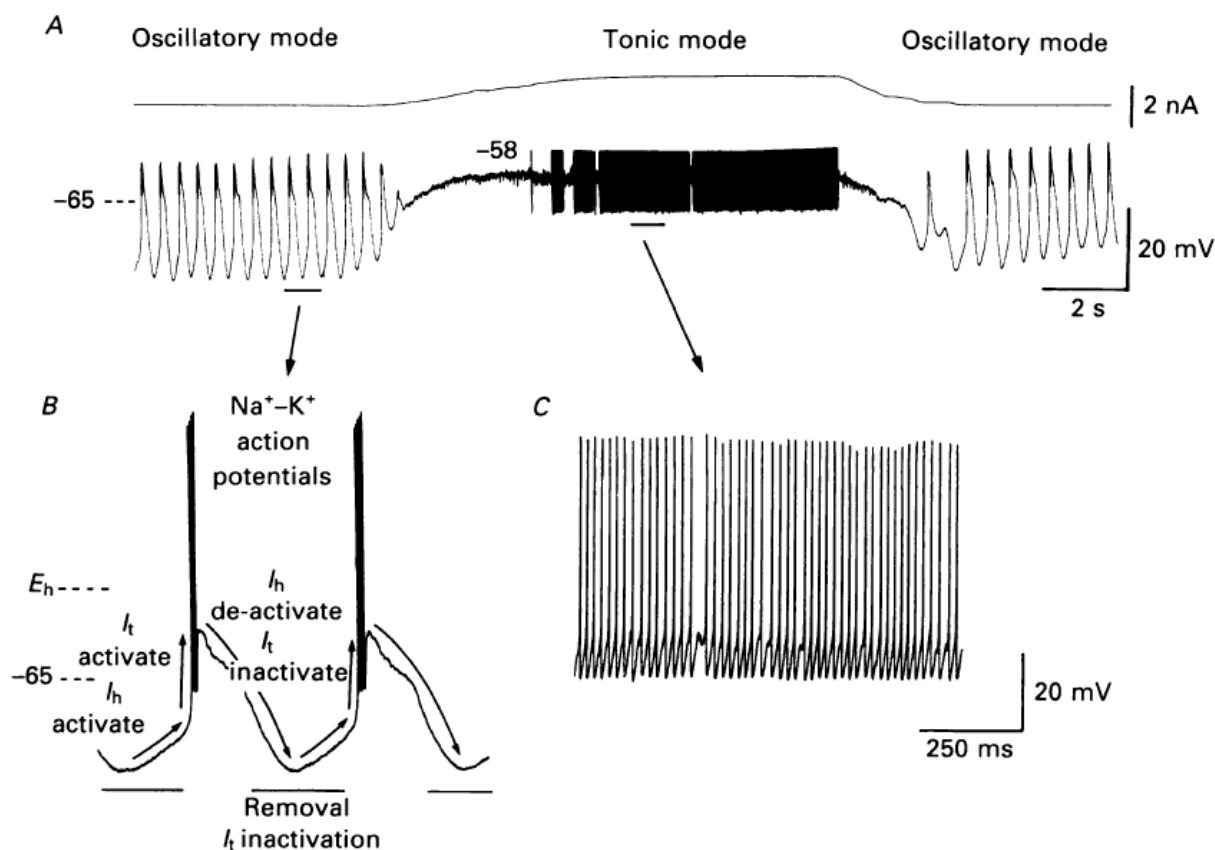 A
Oscillatory mode
Tonic mode
Oscillatory mode
2 nA
-58
-65
20 mV
2 s
B
Na⁺–K⁺
action
potentials
Eh
Ih
de-activate
It
activate
It
inactivate
-65
Ih
activate
Removal
It inactivation
C
20 mV
250 ms